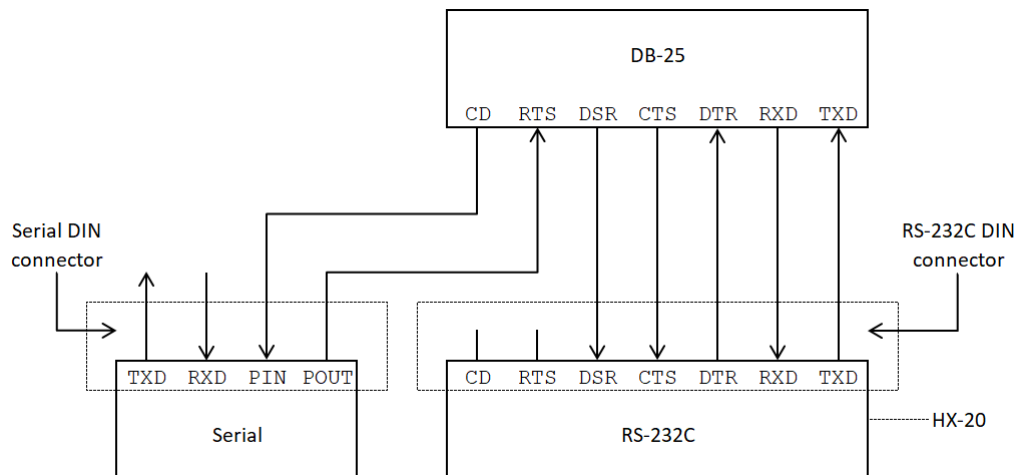 DB-25
CD RTS DSR CTS DTR RXD TXD
Serial DIN
connector
RS-232C DIN
connector
TXD RXD PIN POUT
CD RTS DSR CTS DTR RXD TXD
Serial
RS-232C
HX-20